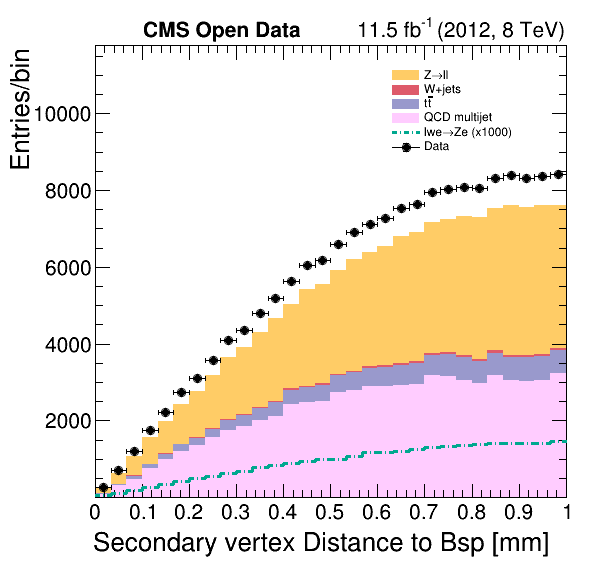 CMS Open Data 11.5 fb⁻¹ (2012, 8 TeV)
Entries/bin
Z→ll
W+jets
tt̄
QCD multijet
lwe→Ze (x1000)
Data
10000
8000
6000
4000
2000
0 0.1 0.2 0.3 0.4 0.5 0.6 0.7 0.8 0.9 1
Secondary vertex Distance to Bsp [mm]